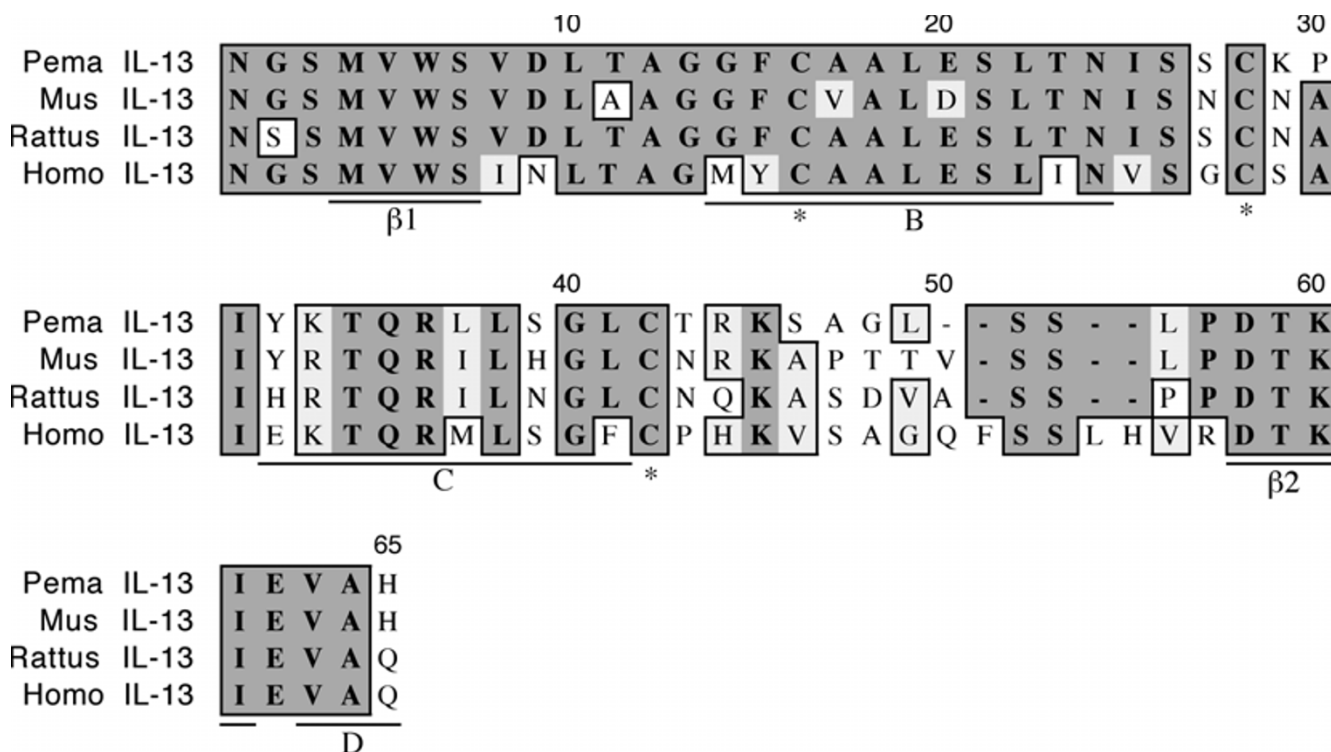 10 20 30
Pema IL-13 N G S M V W S V D L T A G G F C A A L E S L T N I S S C K P
Mus IL-13 N G S M V W S V D L A A G G F C V A L D S L T N I S N C N A
Rattus IL-13 N S S M V W S V D L T A G G F C A A L E S L T N I S S C N A
Homo IL-13 N G S M V W S I N L T A G M Y C A A L E S L I N V S G C S A
β1 * B *
40 50 60
Pema IL-13 I Y K T Q R L L S G L C T R K S A G L - - S S - - L P D T K
Mus IL-13 I Y R T Q R I L H G L C N R K A P T T V - S S - - L P D T K
Rattus IL-13 I H R T Q R I L N G L C N Q K A S D V A - S S - - P P D T K
Homo IL-13 I E K T Q R M L S G F C P H K V S A G Q F S S L H V R D T K
C * β2
65
Pema IL-13 I E V A H
Mus IL-13 I E V A H
Rattus IL-13 I E V A Q
Homo IL-13 I E V A Q
D